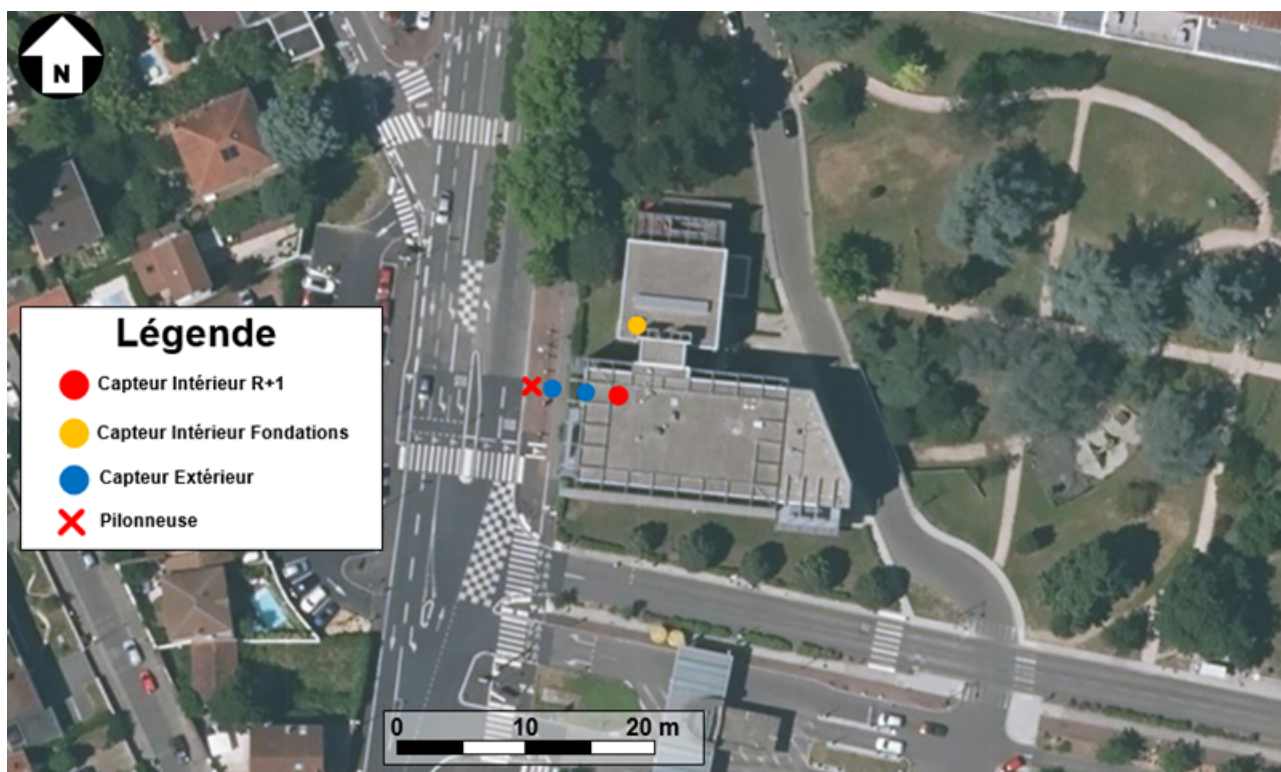 N
Légende
Capteur Intérieur R+1
Capteur Intérieur Fondations
Capteur Extérieur
Pilonneuse
0 10 20 m